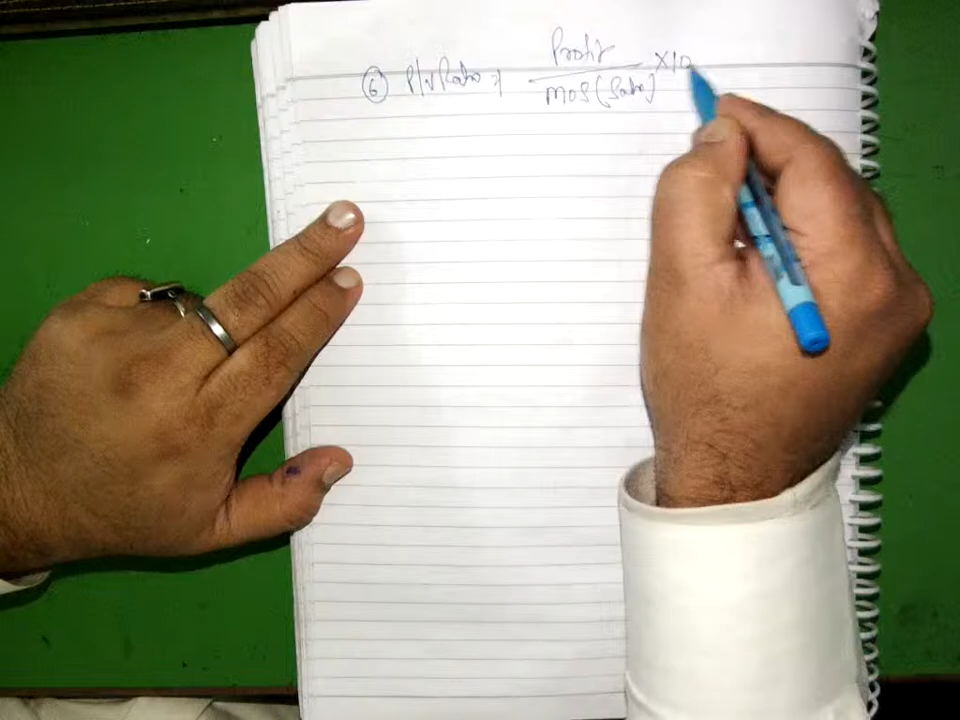 ⑥ P/V Ratio = Profit / MOS (Sales) × 10